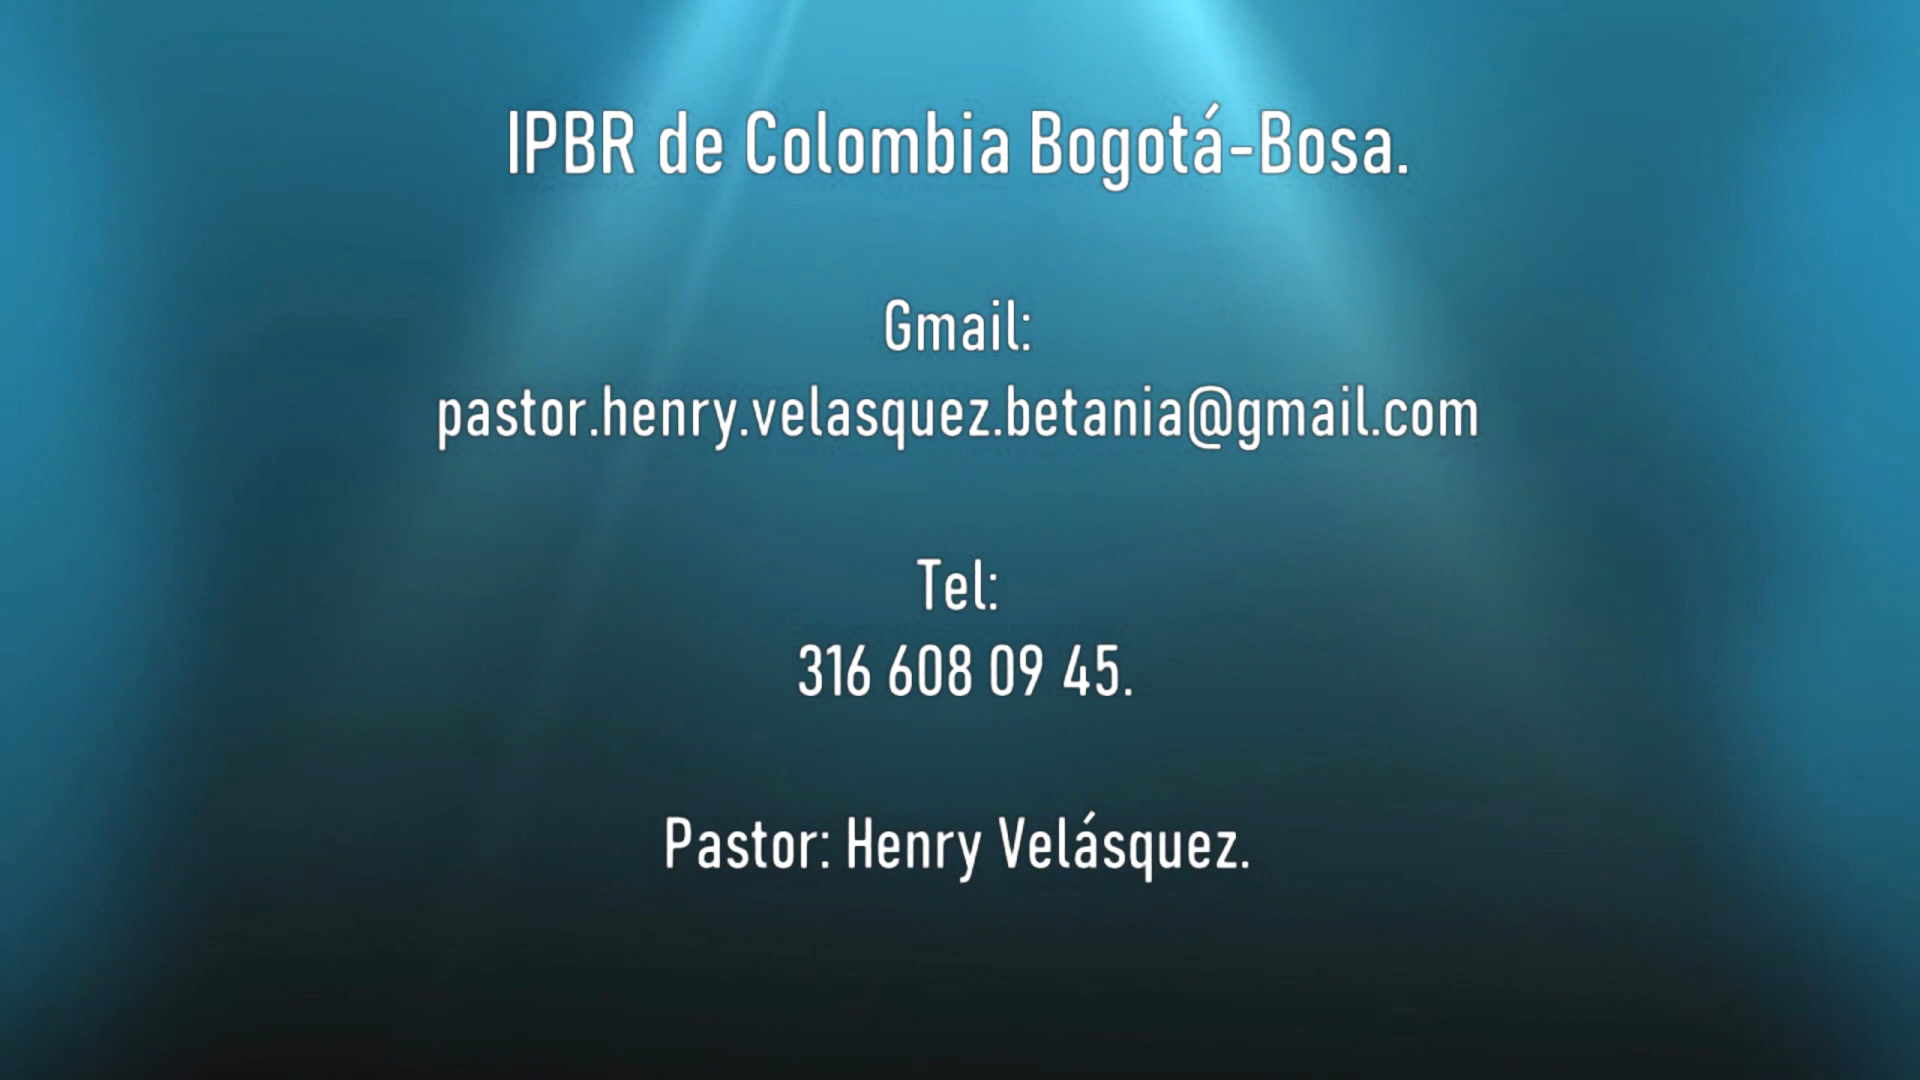 IPBR de Colombia Bogotá-Bosa.
Gmail:
pastor.henry.velasquez.betania@gmail.com
Tel:
316 608 09 45.
Pastor: Henry Velásquez.